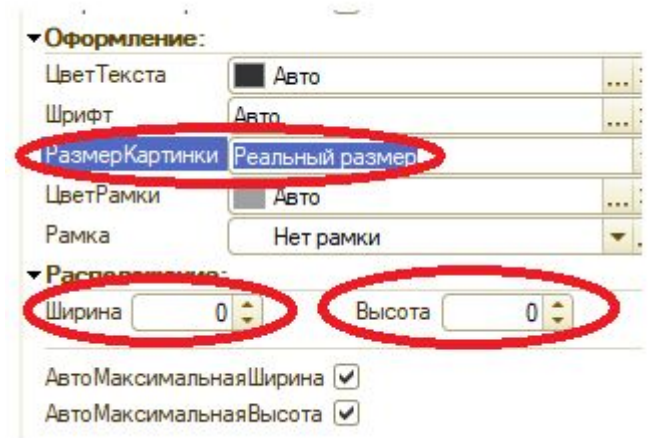 Оформление:
ЦветТекста Авто ...
Шрифт Авто ...
РазмерКартинки Реальный размер
ЦветРамки Авто ...
Рамка Нет рамки
Расположение:
Ширина 0 Высота 0
АвтоМаксимальнаяШирина
АвтоМаксимальнаяВысота